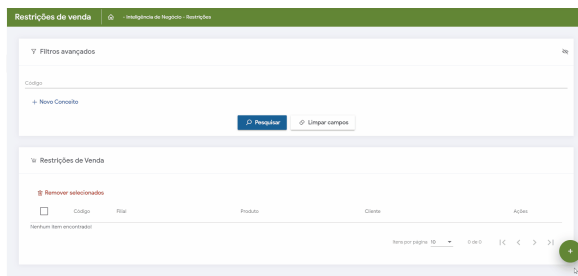 Restrições de venda
› Inteligência de Negócio - Restrições
Filtros avançados
Código
+ Novo Conceito
Pesquisar
Limpar campos
Restrições de Venda
Remover selecionados
Código Filial Produto Cliente Ações
Nenhum item encontrado!
Itens por página 10 0 de 0